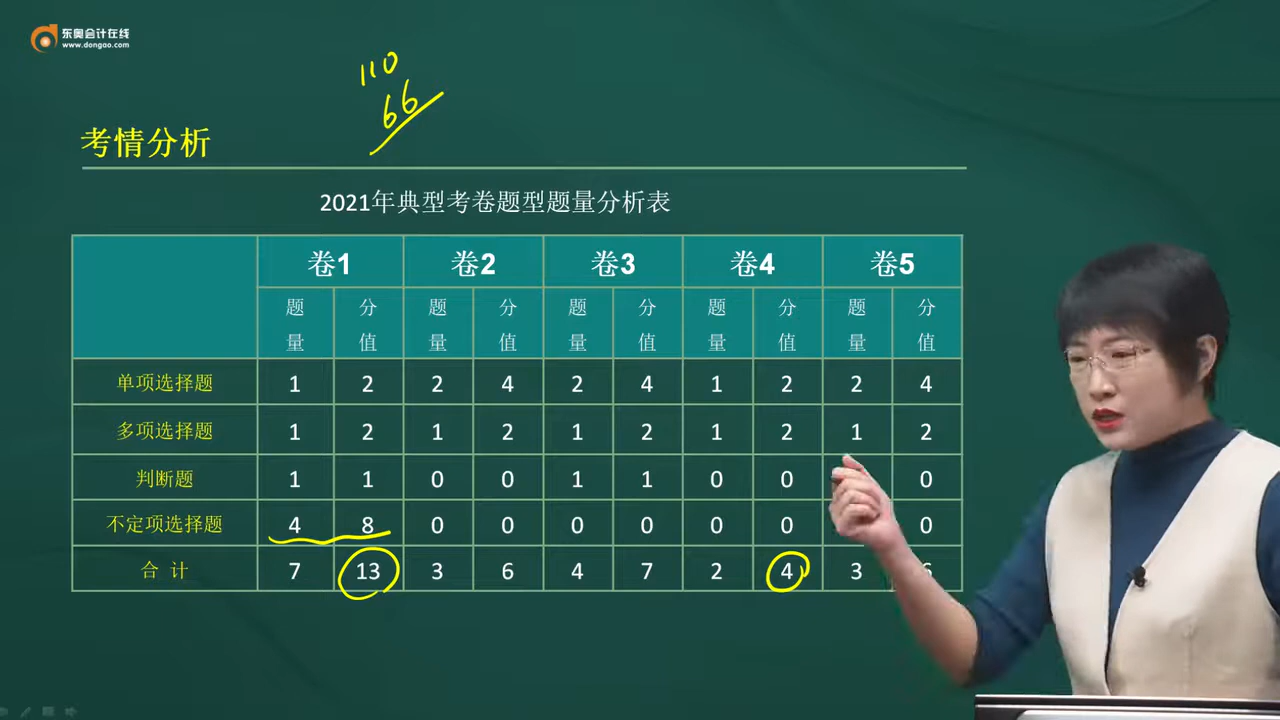 东奥会计在线
www.dongao.com
110
66
考情分析
2021年典型考卷题型题量分析表
卷1 卷2 卷3 卷4 卷5
题量 分值 题量 分值 题量 分值 题量 分值 题量 分值
单项选择题 1 2 2 4 2 4 1 2 2 4
多项选择题 1 2 1 2 1 2 1 2 1 2
判断题 1 1 0 0 1 1 0 0 0
不定项选择题 4 8 0 0 0 0 0 0 0
合 计 7 13 3 6 4 7 2 4 3 6